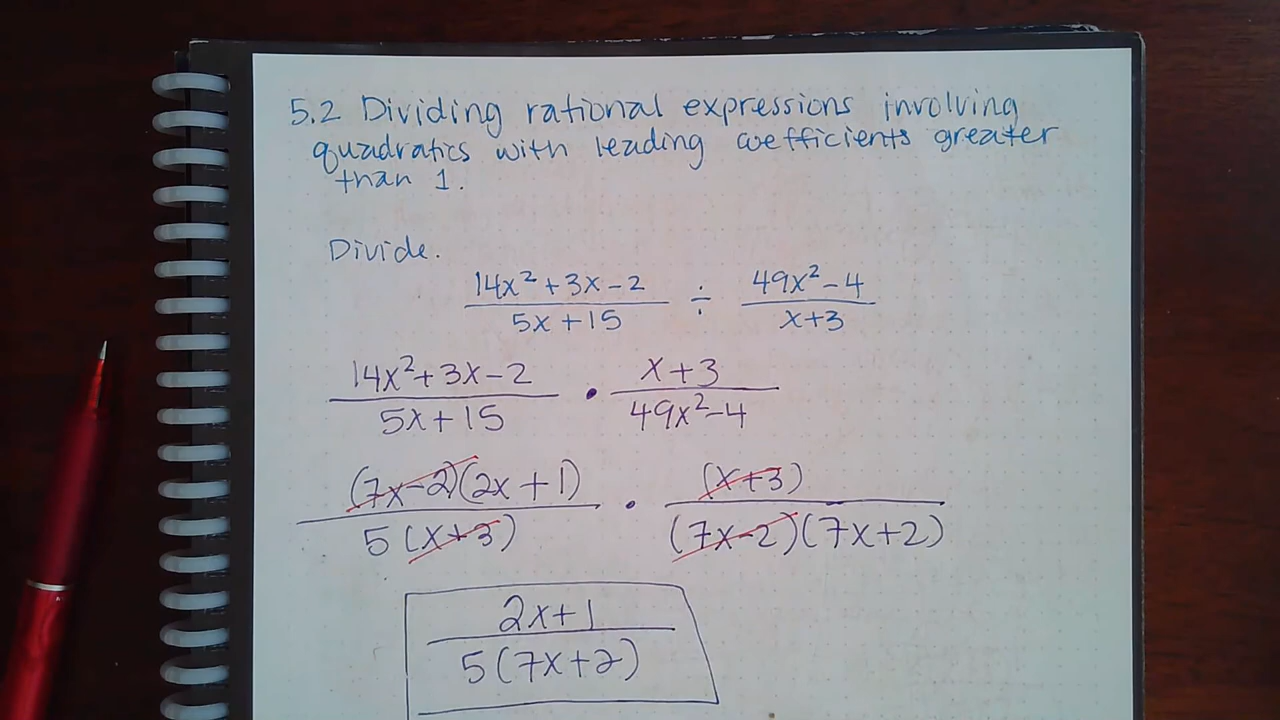 5.2 Dividing rational expressions involving
quadratics with leading coefficients greater
than 1.
Divide.
14x² + 3x - 2 / 5x + 15 ÷ 49x² - 4 / x + 3
14x² + 3x - 2 / 5x + 15 · x + 3 / 49x² - 4
(7x - 2)(2x + 1) / 5(x + 3) · (x + 3) / (7x - 2)(7x + 2)
2x + 1 / 5(7x + 2)